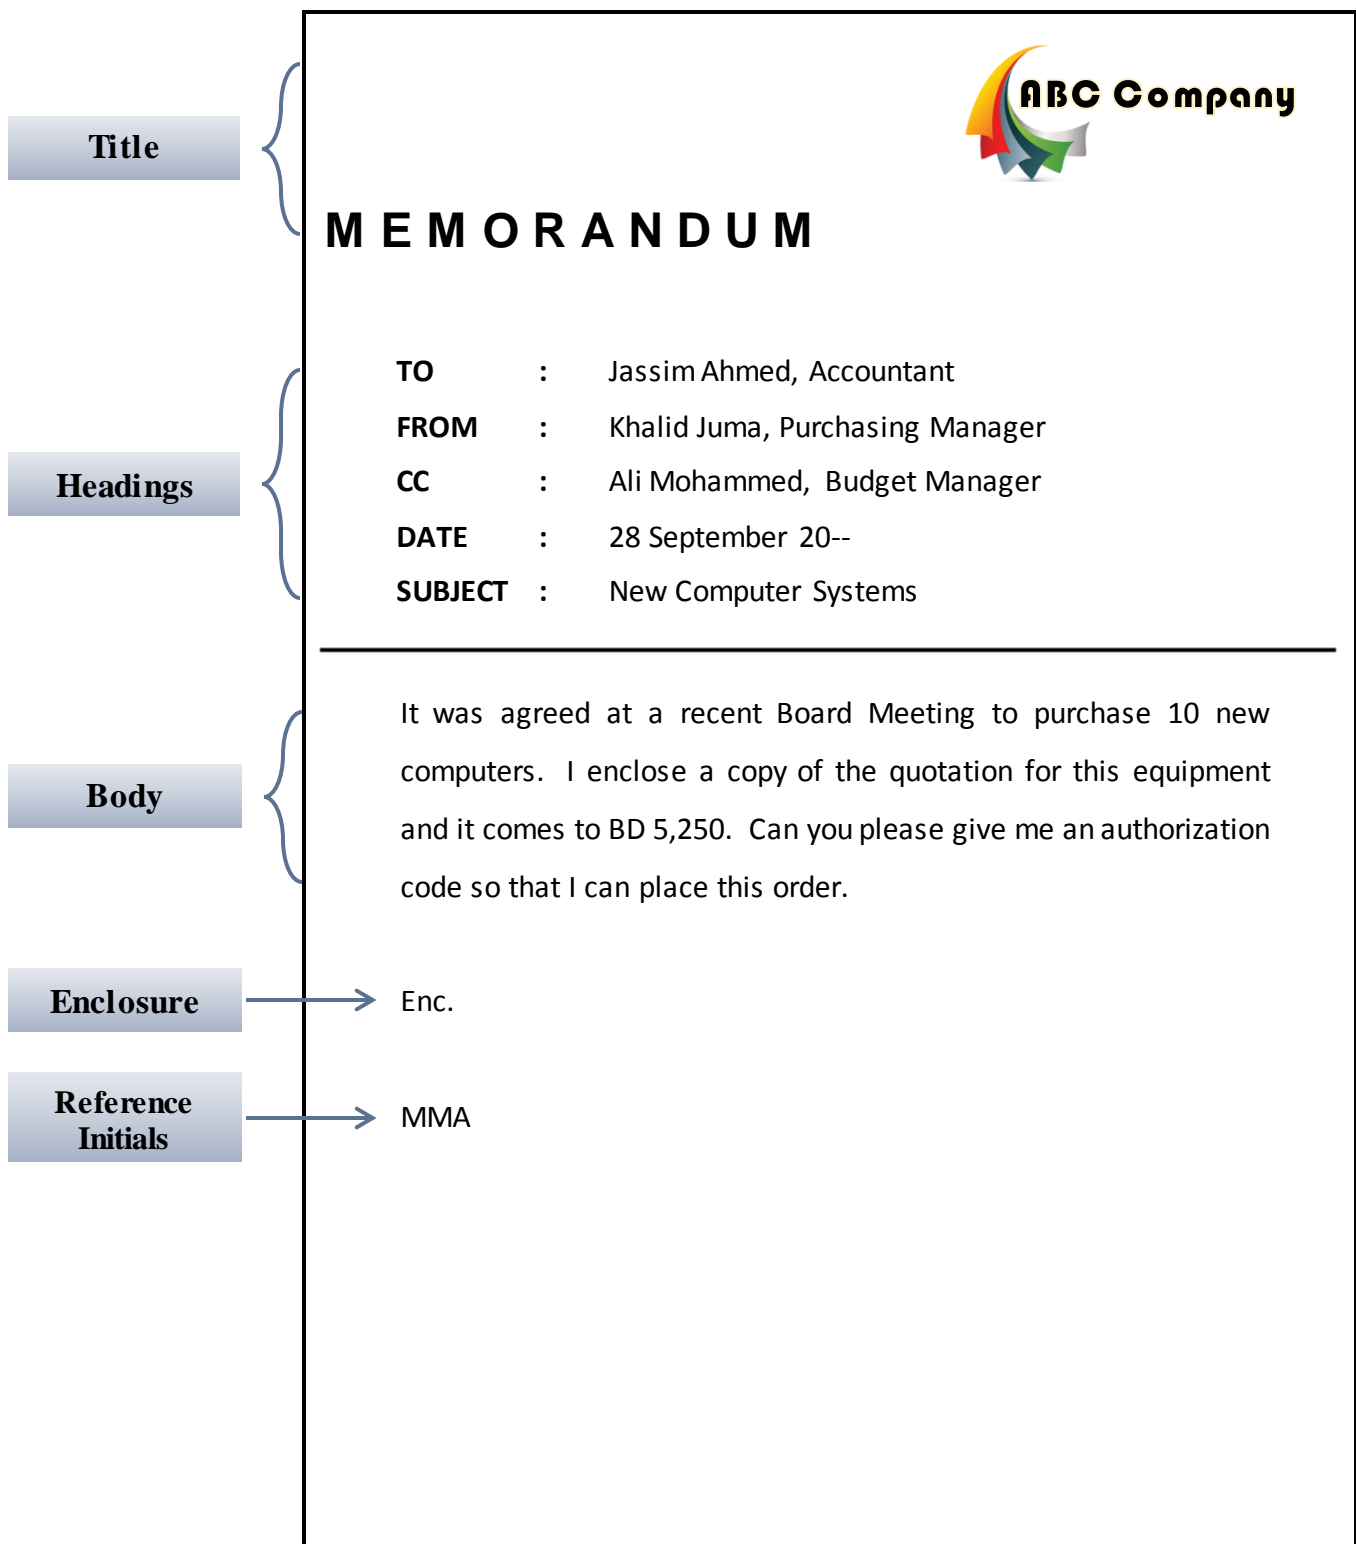 ABC Company
Title
MEMORANDUM
TO : Jassim Ahmed, Accountant
FROM : Khalid Juma, Purchasing Manager
Headings
CC : Ali Mohammed, Budget Manager
DATE : 28 September 20--
SUBJECT : New Computer Systems
It was agreed at a recent Board Meeting to purchase 10 new
computers. I enclose a copy of the quotation for this equipment
Body
and it comes to BD 5,250. Can you please give me an authorization
code so that I can place this order.
Enclosure
Enc.
Reference
Initials
MMA